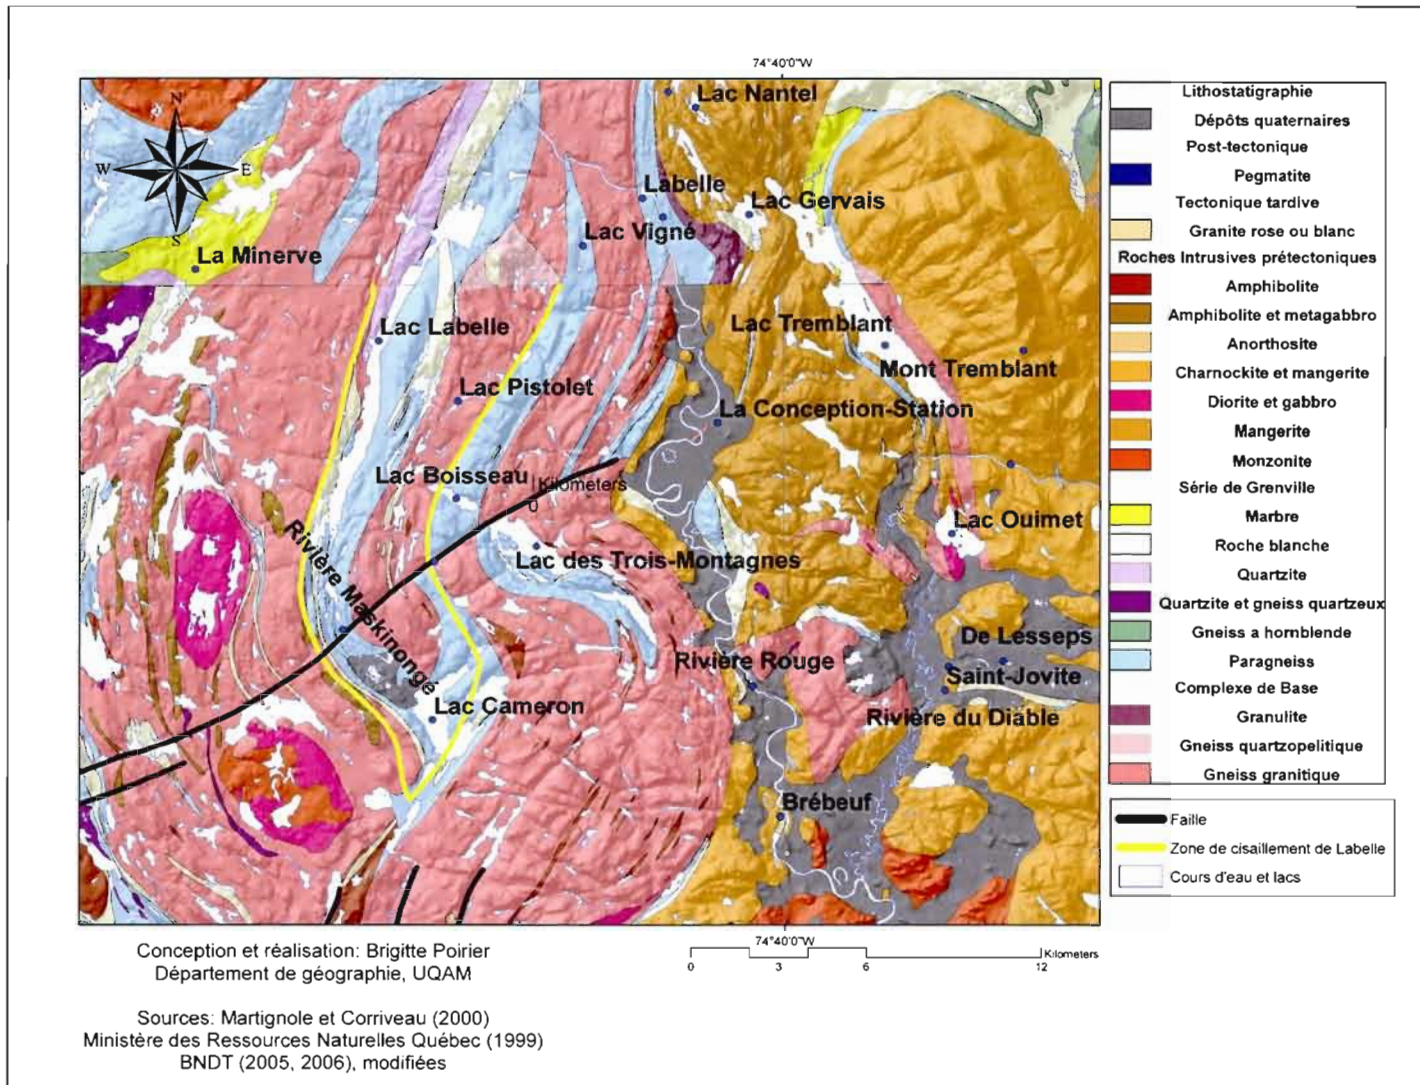 74°40'0"W
N
W
E
S
Lac Nantel
Labelle
Lac Gervais
Lac Vigné
La Minerve
Lac Labelle
Lac Tremblant
Mont Tremblant
Lac Pistolet
La Conception-Station
Lac Boisseau
Kilometers
0
Lac Ouimet
Rivière Maskinongé
Lac des Trois-Montagnes
De Lesseps
Rivière Rouge
Saint-Jovite
Lac Cameron
Rivière du Diable
Brébeuf
Lithostatigraphie
Dépôts quaternaires
Post-tectonique
Pegmatite
Tectonique tardive
Granite rose ou blanc
Roches Intrusives prétectoniques
Amphibolite
Amphibolite et metagabbro
Anorthosite
Charnockite et mangerite
Diorite et gabbro
Mangerite
Monzonite
Série de Grenville
Marbre
Roche blanche
Quartzite
Quartzite et gneiss quartzeux
Gneiss a hornblende
Paragneiss
Complexe de Base
Granulite
Gneiss quartzopelitique
Gneiss granitique
Faille
Zone de cisaillement de Labelle
Cours d'eau et lacs
74°40'0"W
Kilometers
0 3 6 12
Conception et réalisation: Brigitte Poirier
Département de géographie, UQAM
Sources: Martignole et Corriveau (2000)
Ministère des Ressources Naturelles Québec (1999)
BNDT (2005, 2006), modifiées